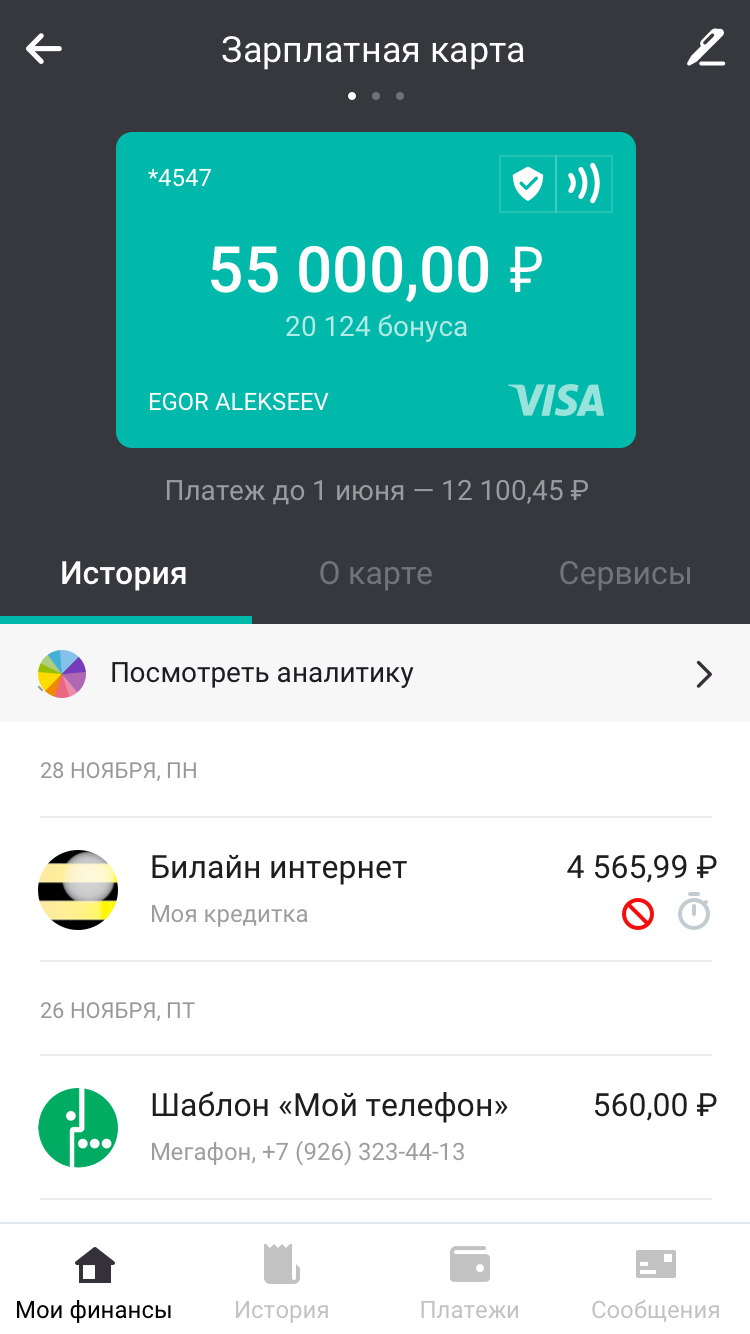 Зарплатная карта
*4547
55 000,00 ₽
20 124 бонуса
EGOR ALEKSEEV
VISA
Платеж до 1 июня — 12 100,45 ₽
История
О карте
Сервисы
Посмотреть аналитику
28 НОЯБРЯ, ПН
Билайн интернет
4 565,99 ₽
Моя кредитка
26 НОЯБРЯ, ПТ
Шаблон «Мой телефон»
560,00 ₽
Мегафон, +7 (926) 323-44-13
Мои финансы
История
Платежи
Сообщения